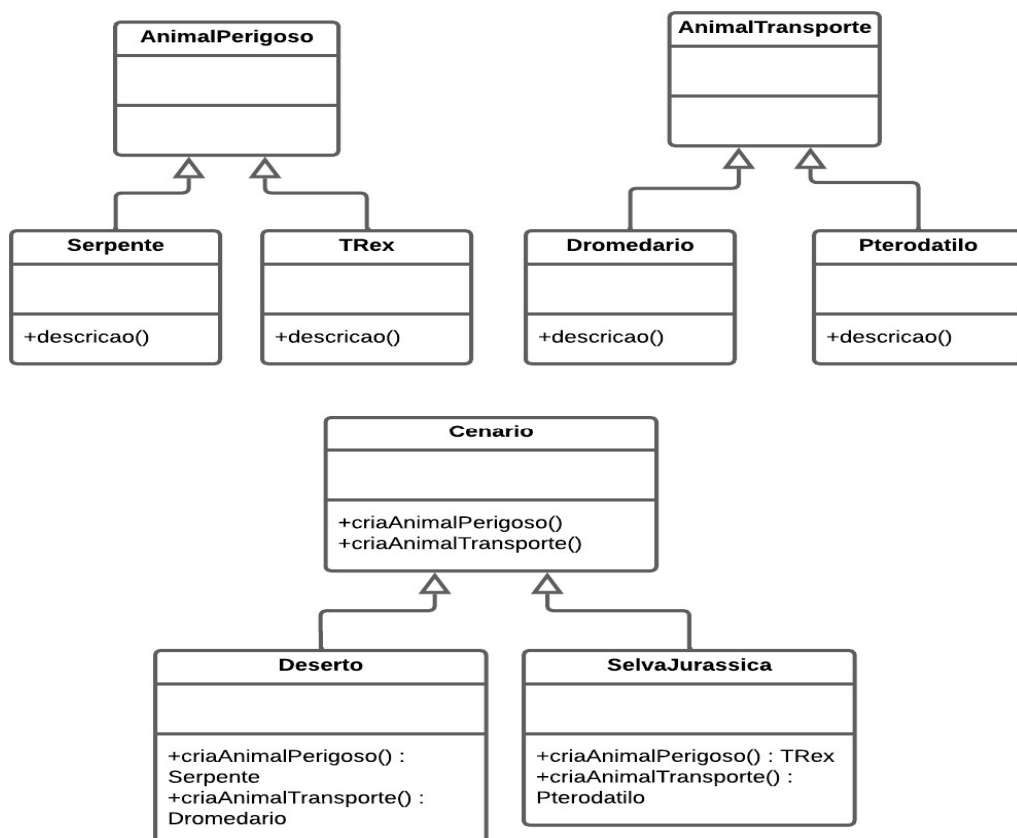 AnimalPerigoso
AnimalTransporte
Serpente
+descricao()
TRex
+descricao()
Dromedario
+descricao()
Pterodatilo
+descricao()
Cenario
+criaAnimalPerigoso()
+criaAnimalTransporte()
Deserto
+criaAnimalPerigoso() :
Serpente
+criaAnimalTransporte() :
Dromedario
SelvaJurassica
+criaAnimalPerigoso() : TRex
+criaAnimalTransporte() :
Pterodatilo